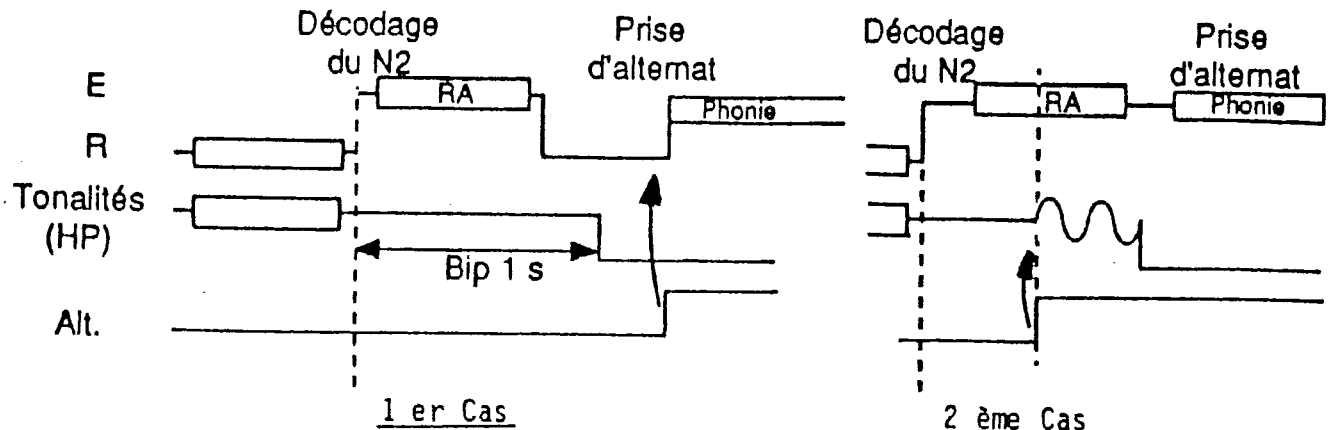 Décodage
du N2
Prise
d'alternat
Décodage
du N2
Prise
d'alternat
E
RA
Phonie
RA
Phonie
R
Tonalités
(HP)
Bip 1 s
Alt.
1 er Cas
2 ème Cas